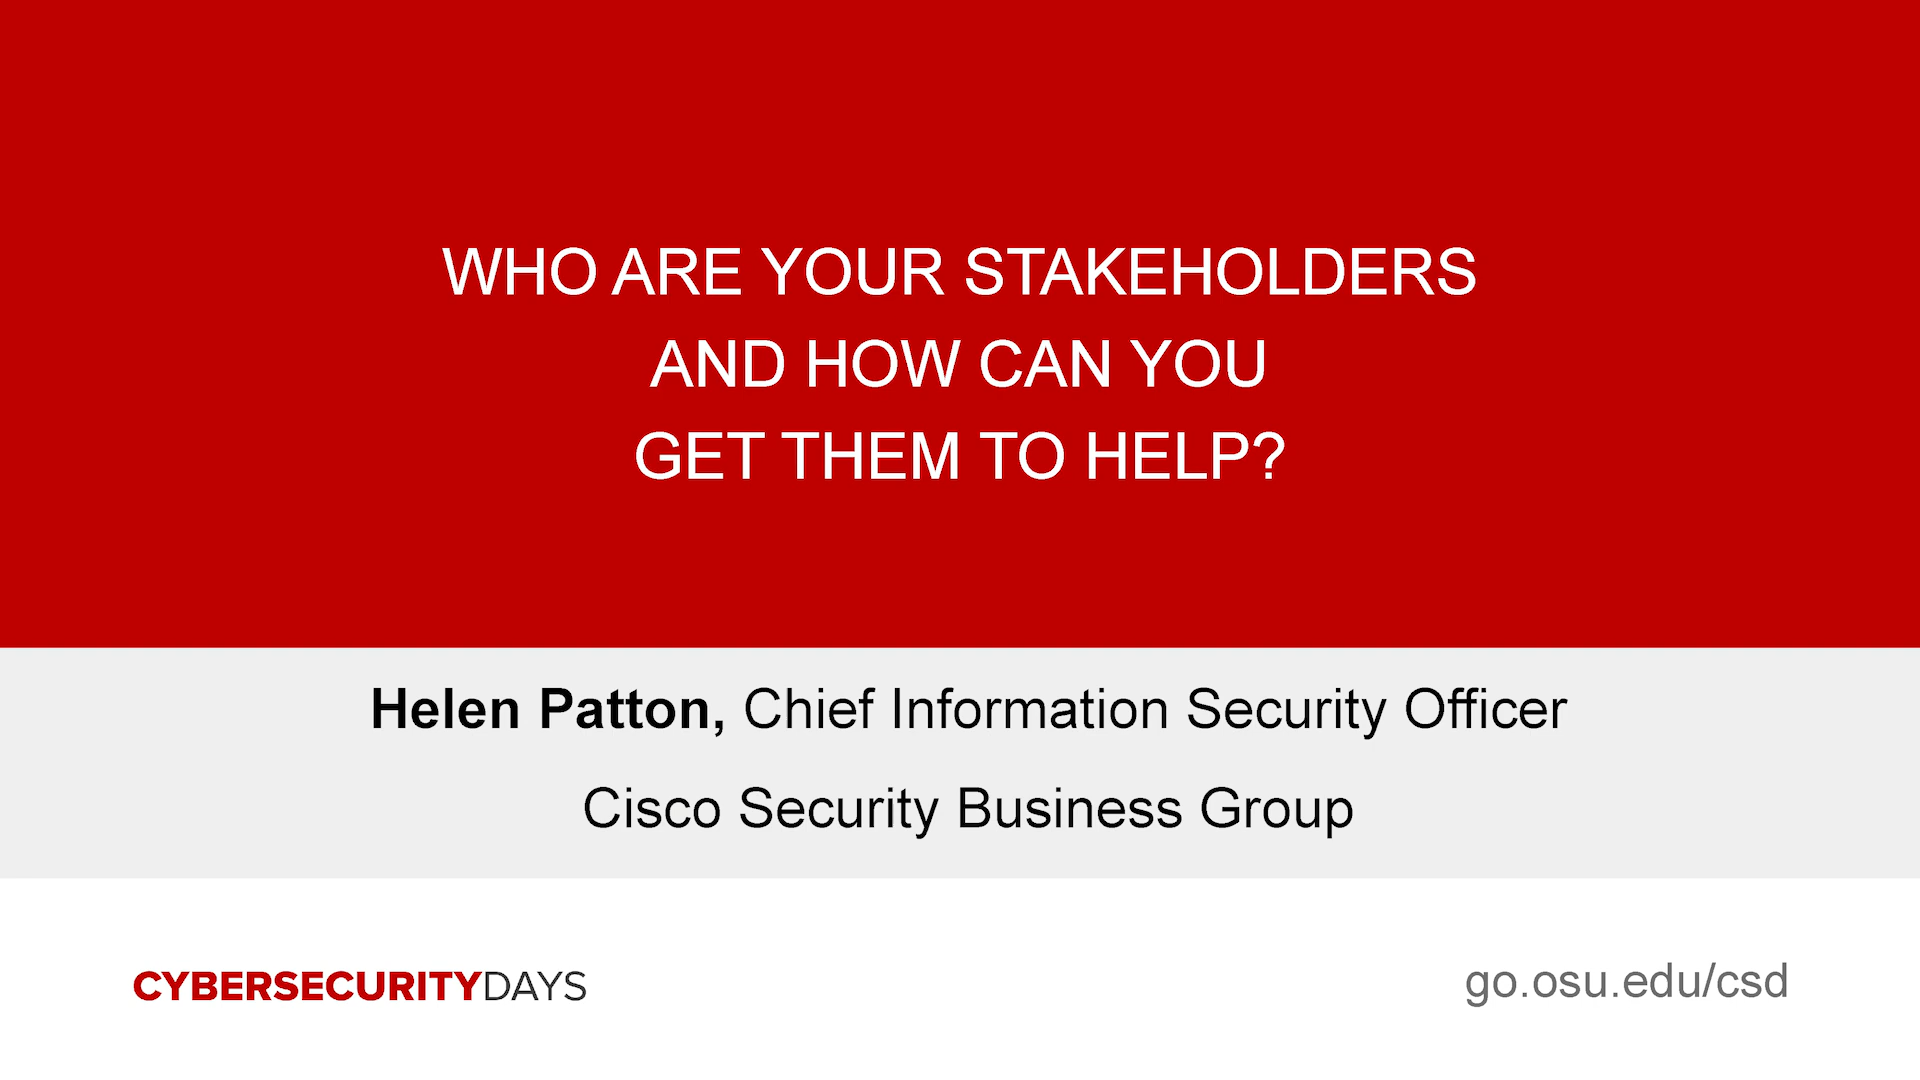 WHO ARE YOUR STAKEHOLDERS
AND HOW CAN YOU
GET THEM TO HELP?
Helen Patton, Chief Information Security Officer
Cisco Security Business Group
CYBERSECURITYDAYS
go.osu.edu/csd